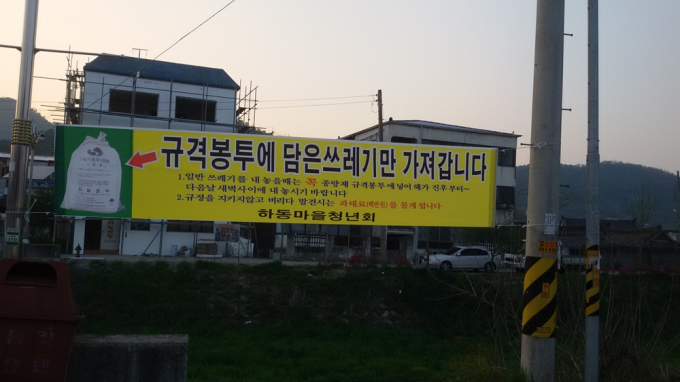 규격봉투에 담은쓰레기만 가져갑니다
1.일반 쓰레기를 내 놓을때는 꼭 종량제 규격봉투에 넣어 해가 진후 부터~
다음날 새벽사이에 내 놓시기 바랍니다
2.규정을 지키지않고 버리다 발견시는 과태료(백만원)를 물게 됩니다
하동마을청년회